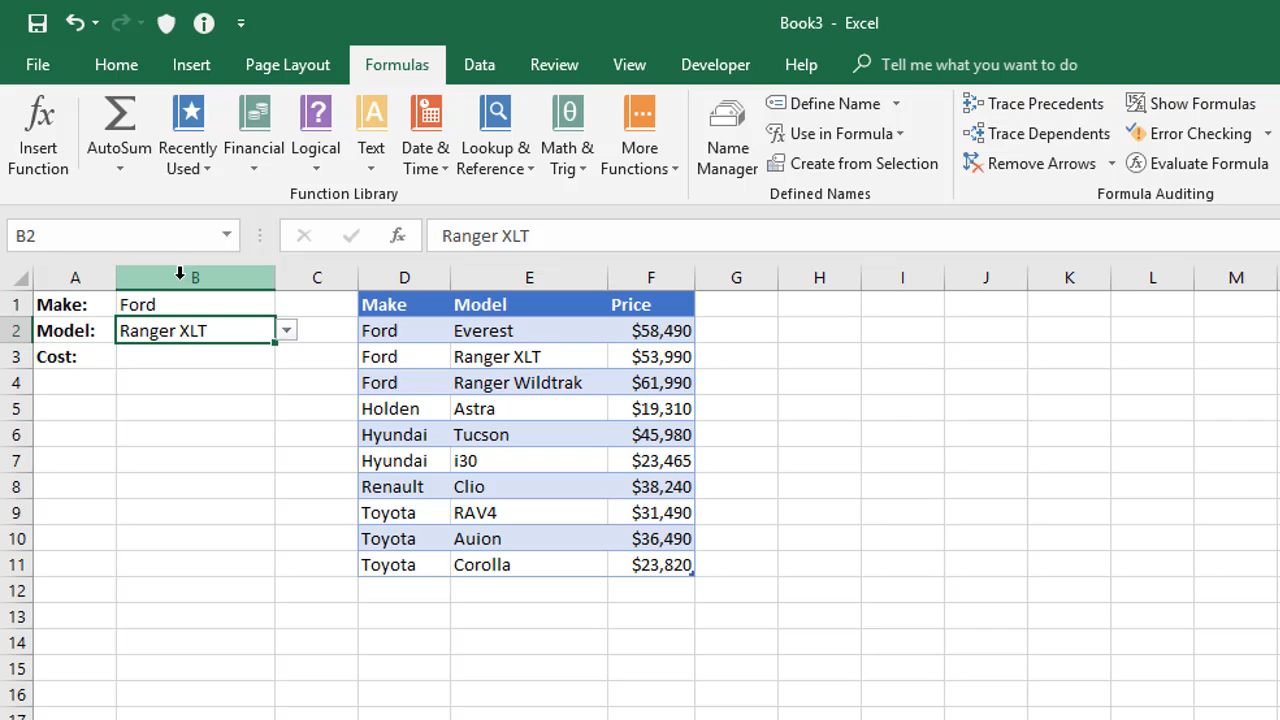 Book3 - Excel
File Home Insert Page Layout Formulas Data Review View Developer Help Tell me what you want to do
fx Σ ? A θ
Insert Function
AutoSum
Recently Used
Financial
Logical
Text
Date & Time
Lookup & Reference
Math & Trig
More Functions
Function Library
Name Manager
Define Name
Use in Formula
Create from Selection
Defined Names
Trace Precedents
Trace Dependents
Remove Arrows
Show Formulas
Error Checking
Evaluate Formula
Formula Auditing
B2 fx Ranger XLT
A B C D E F G H I J K L M
1 Make: Ford Make Model Price
2 Model: Ranger XLT Ford Everest $58,490
3 Cost: Ford Ranger XLT $53,990
4 Ford Ranger Wildtrak $61,990
5 Holden Astra $19,310
6 Hyundai Tucson $45,980
7 Hyundai i30 $23,465
8 Renault Clio $38,240
9 Toyota RAV4 $31,490
10 Toyota Auion $36,490
11 Toyota Corolla $23,820
12
13
14
15
16
17